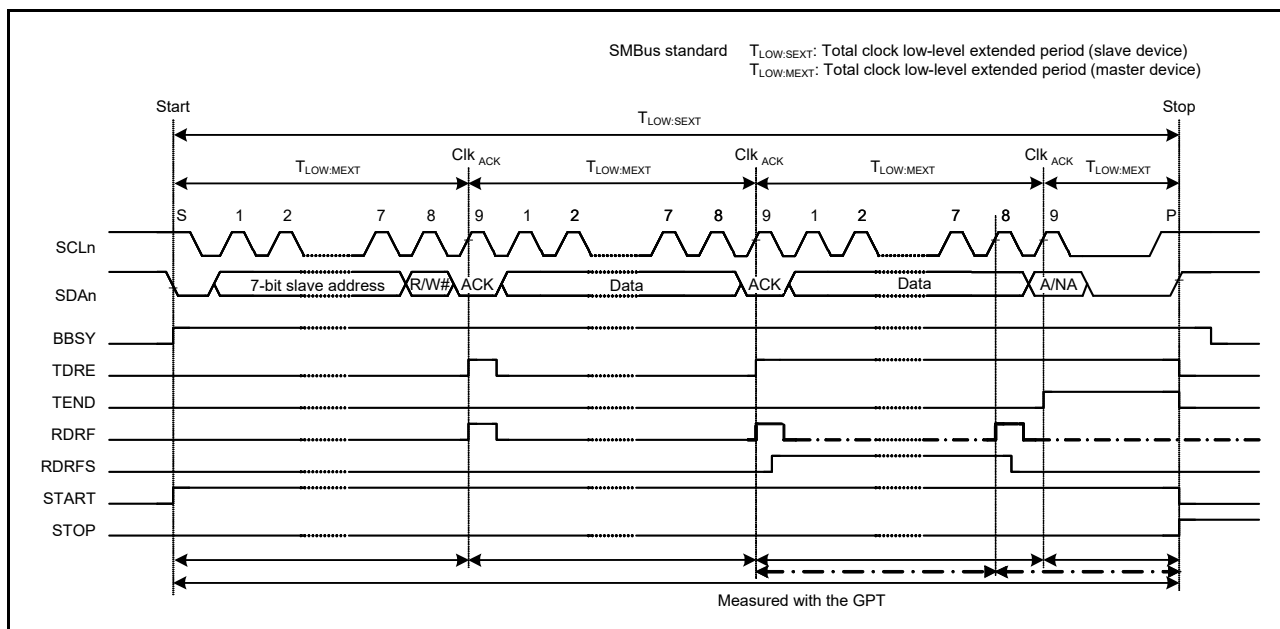 SMBus standard T_LOW:SEXT: Total clock low-level extended period (slave device)
T_LOW:MEXT: Total clock low-level extended period (master device)
Start Stop
T_LOW:SEXT
Clk ACK Clk ACK Clk ACK
T_LOW:MEXT T_LOW:MEXT T_LOW:MEXT T_LOW:MEXT
S 1 2 7 8 9 1 2 7 8 9 1 2 7 8 9 P
SCLn
SDAn 7-bit slave address R/W# ACK Data ACK Data A/NA
BBSY
TDRE
TEND
RDRF
RDRFS
START
STOP
Measured with the GPT